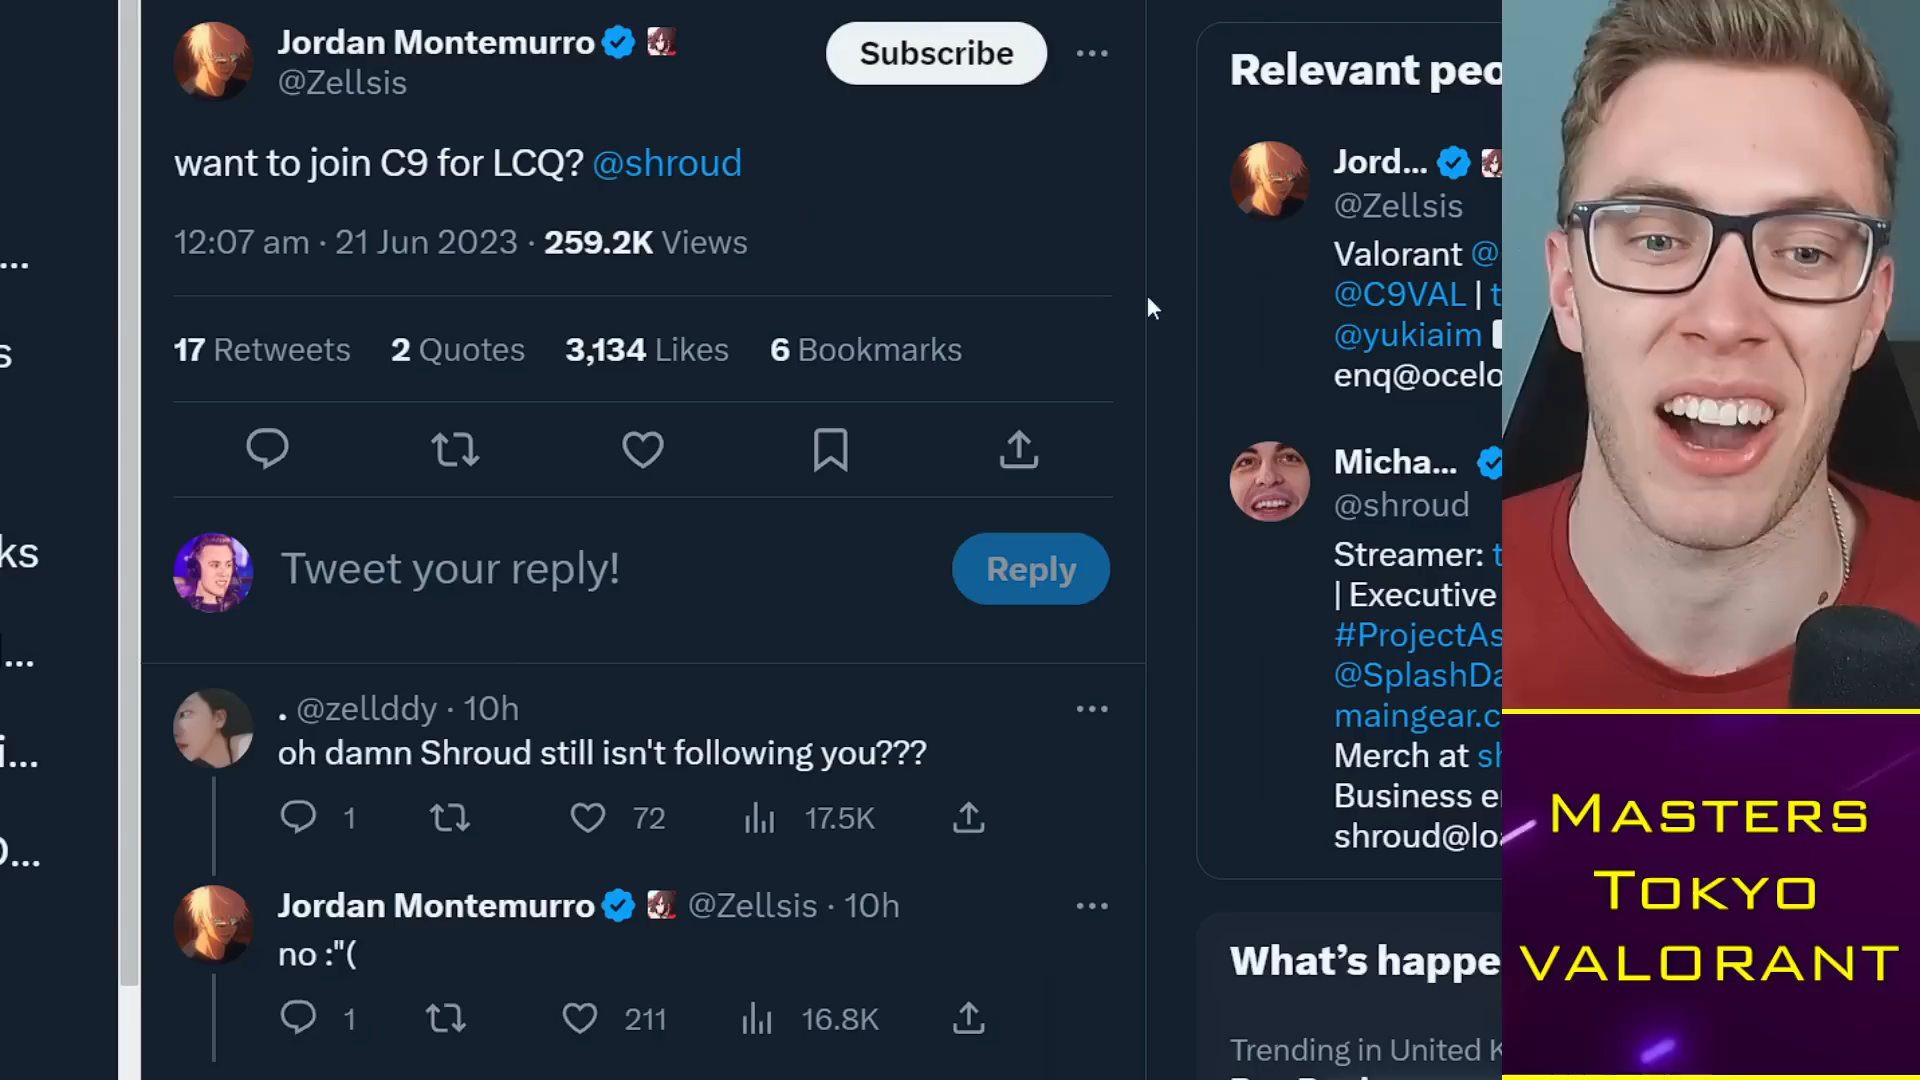 Jordan Montemurro
@Zellsis
Subscribe
want to join C9 for LCQ? @shroud
12:07 am · 21 Jun 2023 · 259.2K Views
17 Retweets 2 Quotes 3,134 Likes 6 Bookmarks
Tweet your reply!
Reply
. @zellddy · 10h
oh damn Shroud still isn't following you???
1 72 17.5K
Jordan Montemurro @Zellsis · 10h
no :"(
1 211 16.8K
Relevant peo
Jord...
@Zellsis
Valorant @
@C9VAL | t
@yukiaim
enq@ocelo
Micha...
@shroud
Streamer: t
| Executive
#ProjectAs
@SplashDa
maingear.c
Merch at sh
Business e
shroud@loa
What's happe
Trending in United K
MASTERS
TOKYO
VALORANT